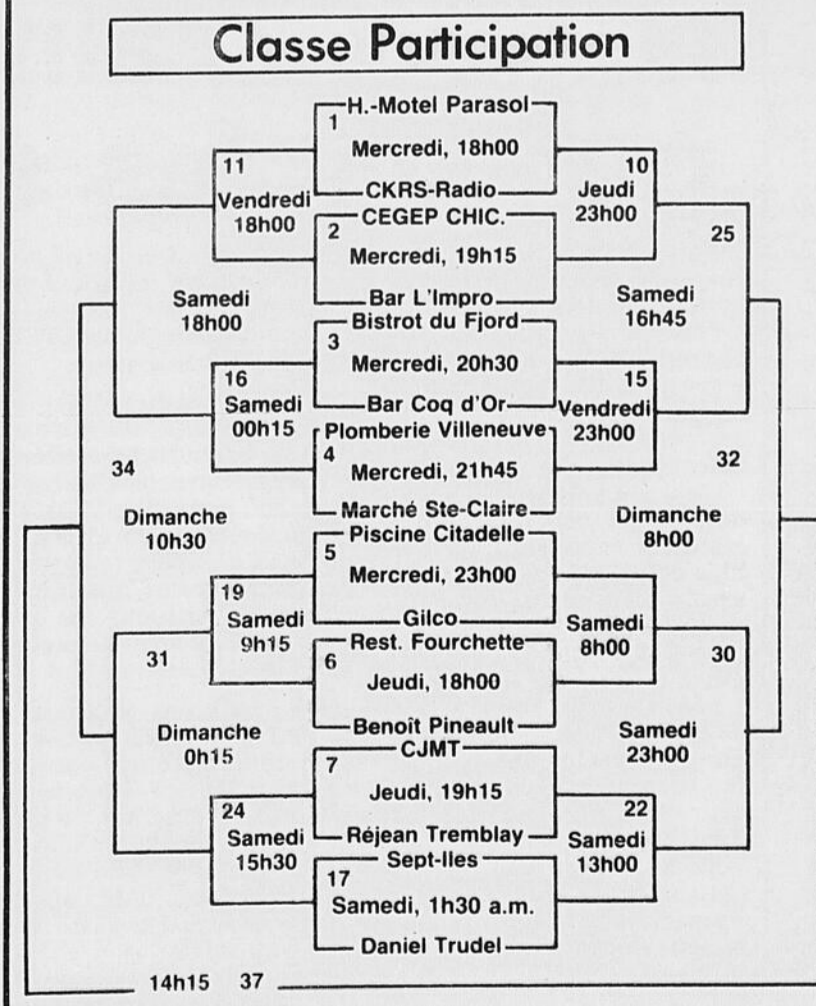 Classe Participation
H.-Motel Parasol
1
Mercredi, 18h00
CKRS-Radio
11
Vendredi
18h00
10
Jeudi
23h00
CEGEP CHIC.
2
Mercredi, 19h15
Bar L'Impro
25
Samedi
18h00
Samedi
16h45
Bistrot du Fjord
3
Mercredi, 20h30
Bar Coq d'Or
16
Samedi
00h15
15
Vendredi
23h00
Plomberie Villeneuve
4
Mercredi, 21h45
Marché Ste-Claire
34
Dimanche
10h30
32
Dimanche
8h00
Piscine Citadelle
5
Mercredi, 23h00
Gilco
19
Samedi
9h15
Samedi
8h00
Rest. Fourchette
6
Jeudi, 18h00
Benoît Pineault
31
Dimanche
0h15
30
Samedi
23h00
CJMT
7
Jeudi, 19h15
Réjean Tremblay
24
Samedi
15h30
22
Samedi
13h00
Sept-Iles
17
Samedi, 1h30 a.m.
Daniel Trudel
14h15 37